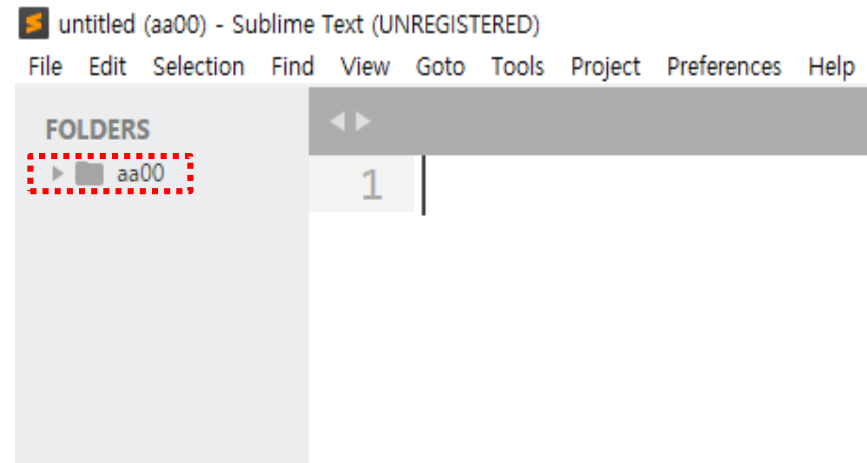 untitled (aa00) - Sublime Text (UNREGISTERED)
File Edit Selection Find View Goto Tools Project Preferences Help
FOLDERS
aa00
1